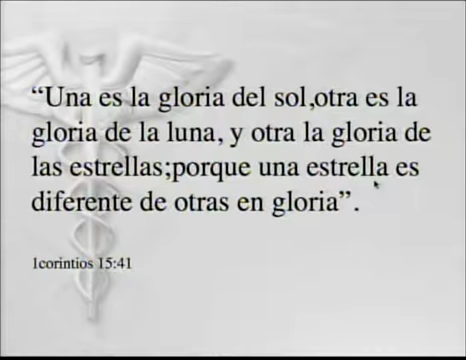 “Una es la gloria del sol,otra es la
gloria de la luna, y otra la gloria de
las estrellas;porque una estrella es
diferente de otras en gloria”.
1corintios 15:41